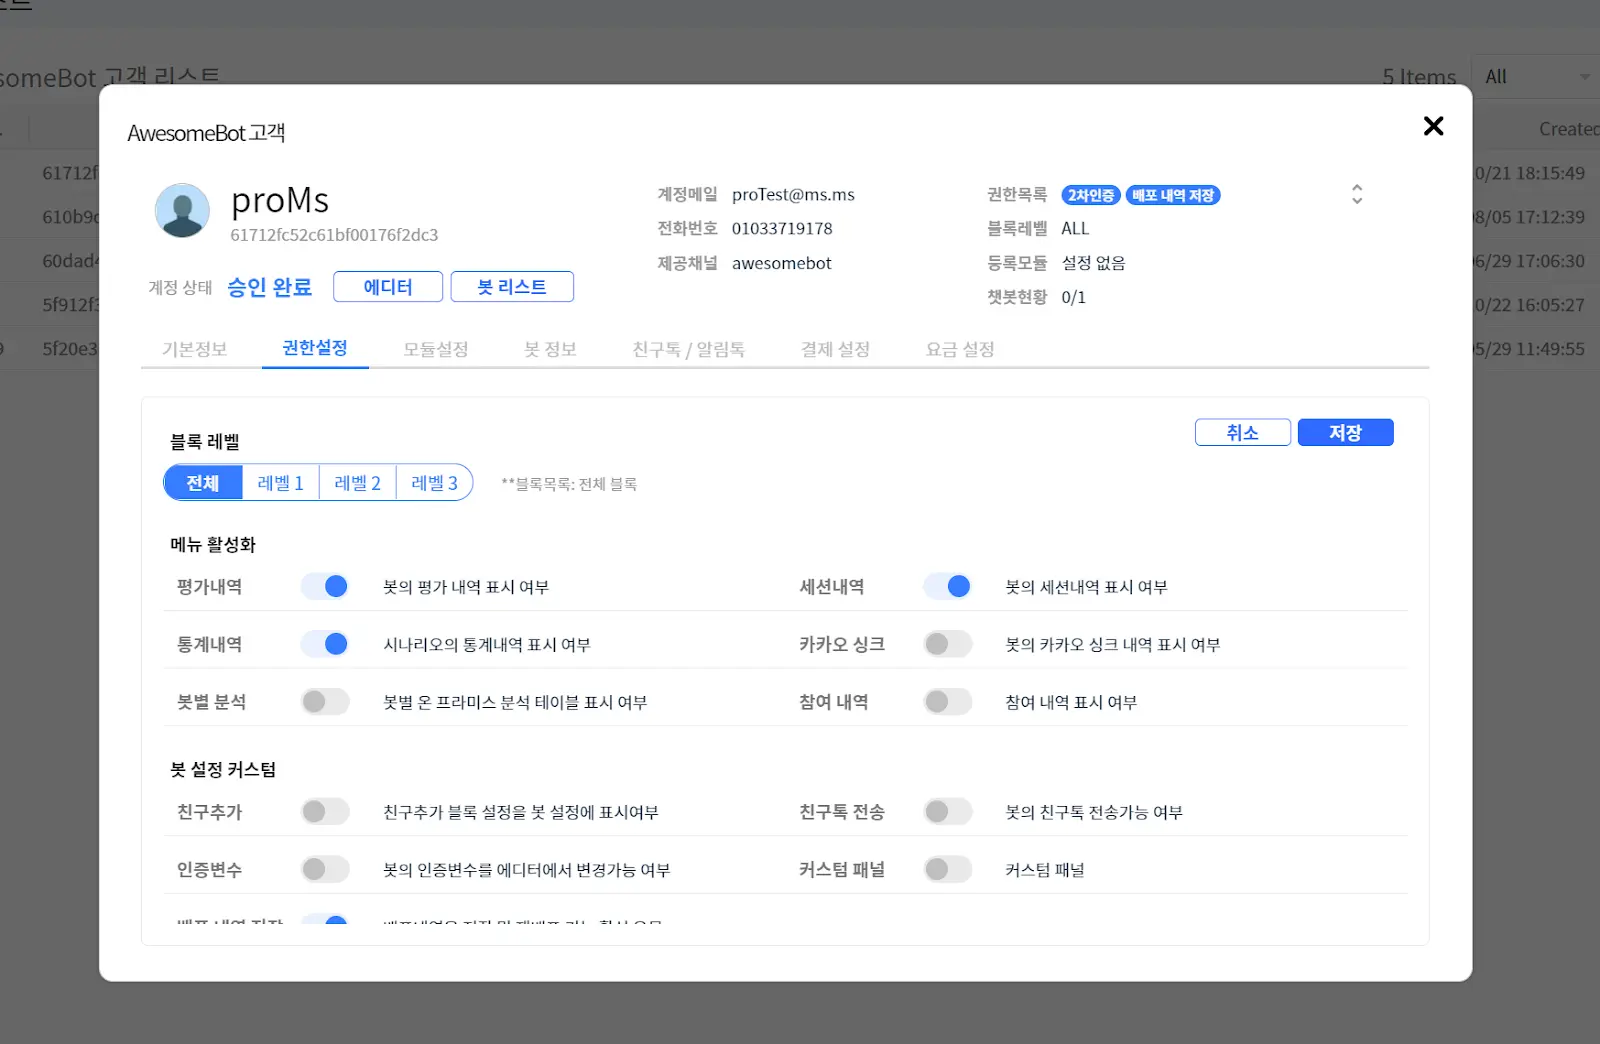 someBot 고객 리스트
5 Items
All
Created
61712f
0/21 18:15:49
610b9c
8/05 17:12:39
60dad4
6/29 17:06:30
5f912f3
0/22 16:05:27
9 5f20e3
5/29 11:49:55
AwesomeBot 고객
proMs
61712fc52c61bf00176f2dc3
계정 상태 승인 완료 에디터 봇 리스트
계정메일 proTest@ms.ms
전화번호 01033719178
제공채널 awesomebot
권한목록 2차인증 배포 내역 저장
블록레벨 ALL
등록모듈 설정 없음
챗봇현황 0/1
기본정보 권한설정 모듈설정 봇 정보 친구톡 / 알림톡 결제 설정 요금 설정
블록 레벨
취소 저장
전체 레벨 1 레벨 2 레벨 3 **블록목록: 전체 블록
메뉴 활성화
평가내역 봇의 평가 내역 표시 여부 세션내역 봇의 세션내역 표시 여부
통계내역 시나리오의 통계내역 표시 여부 카카오 싱크 봇의 카카오 싱크 내역 표시 여부
봇별 분석 봇별 온 프라미스 분석 테이블 표시 여부 참여 내역 참여 내역 표시 여부
봇 설정 커스텀
친구추가 친구추가 블록 설정을 봇 설정에 표시여부 친구톡 전송 봇의 친구톡 전송가능 여부
인증변수 봇의 인증변수를 에디터에서 변경가능 여부 커스텀 패널 커스텀 패널
배포 내역 저장